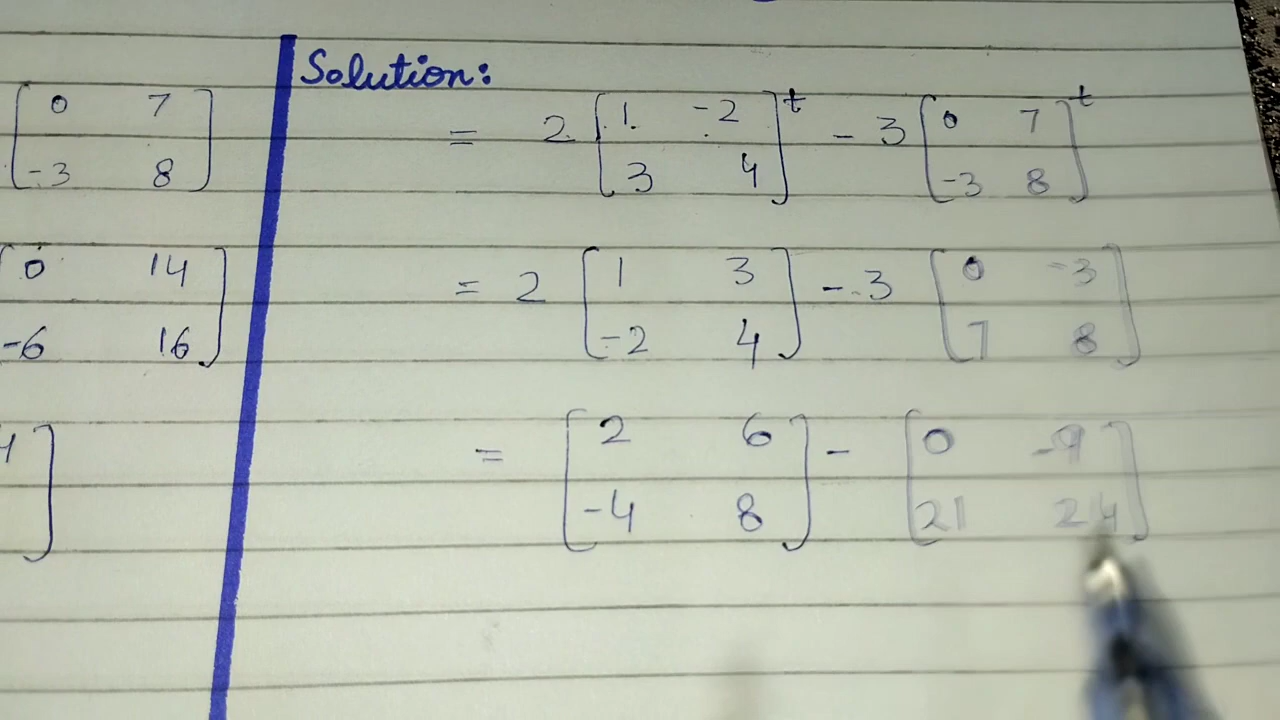 [0 7]
[-3 8]
[0 14]
[-6 16]
]
Solution:
= 2 [1 -2]ᵗ - 3 [0 7]ᵗ
[3 4] [-3 8]
= 2 [1 3] - 3 [0 -3]
[-2 4] [7 8]
= [2 6] - [0 -9]
[-4 8] [21 24]